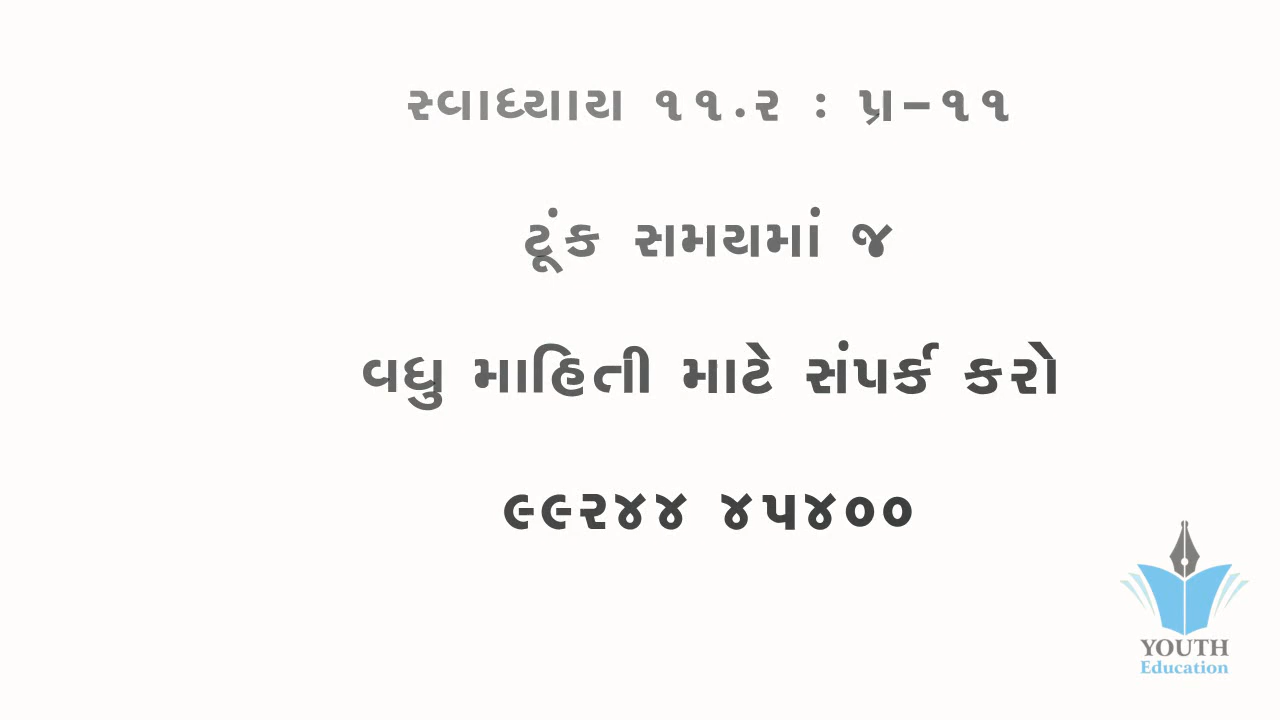 સ્વાધ્યાય ૧૧.૨ : પ્ર–૧૧
ટૂંક સમયમાં જ
વધુ માહિતી માટે સંપર્ક કરો
૯૯૨૪૪ ૪૫૪૦૦
YOUTH
Education